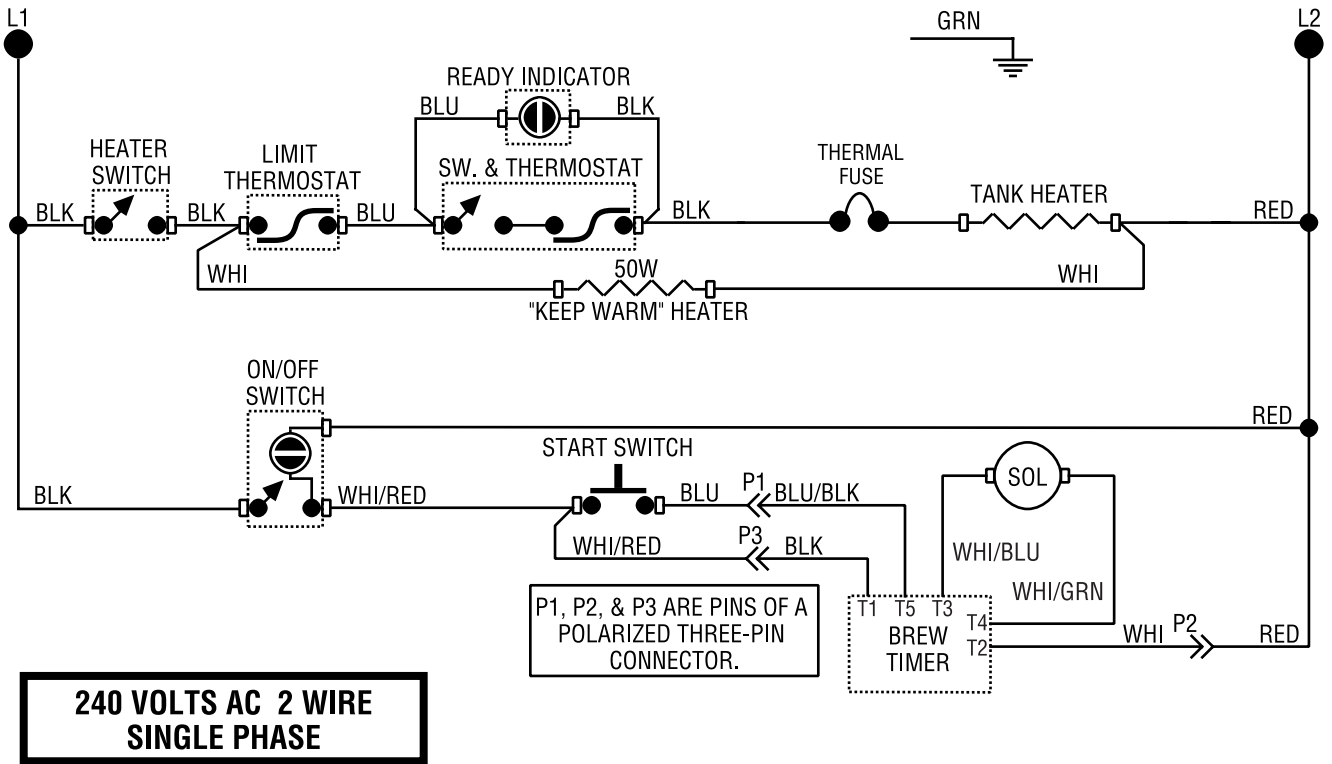 L1
GRN
L2
READY INDICATOR
BLU
BLK
HEATER
SWITCH
LIMIT
THERMOSTAT
SW. & THERMOSTAT
THERMAL
FUSE
TANK HEATER
BLK
BLK
BLU
BLK
RED
WHI
50W
WHI
"KEEP WARM" HEATER
ON/OFF
SWITCH
RED
START SWITCH
SOL
BLK
WHI/RED
BLU
P1
BLU/BLK
WHI/RED
P3
BLK
WHI/BLU
WHI/GRN
P1, P2, & P3 ARE PINS OF A
POLARIZED THREE-PIN
CONNECTOR.
T1
T5
T3
T4
T2
BREW
TIMER
WHI
P2
RED
240 VOLTS AC 2 WIRE
SINGLE PHASE